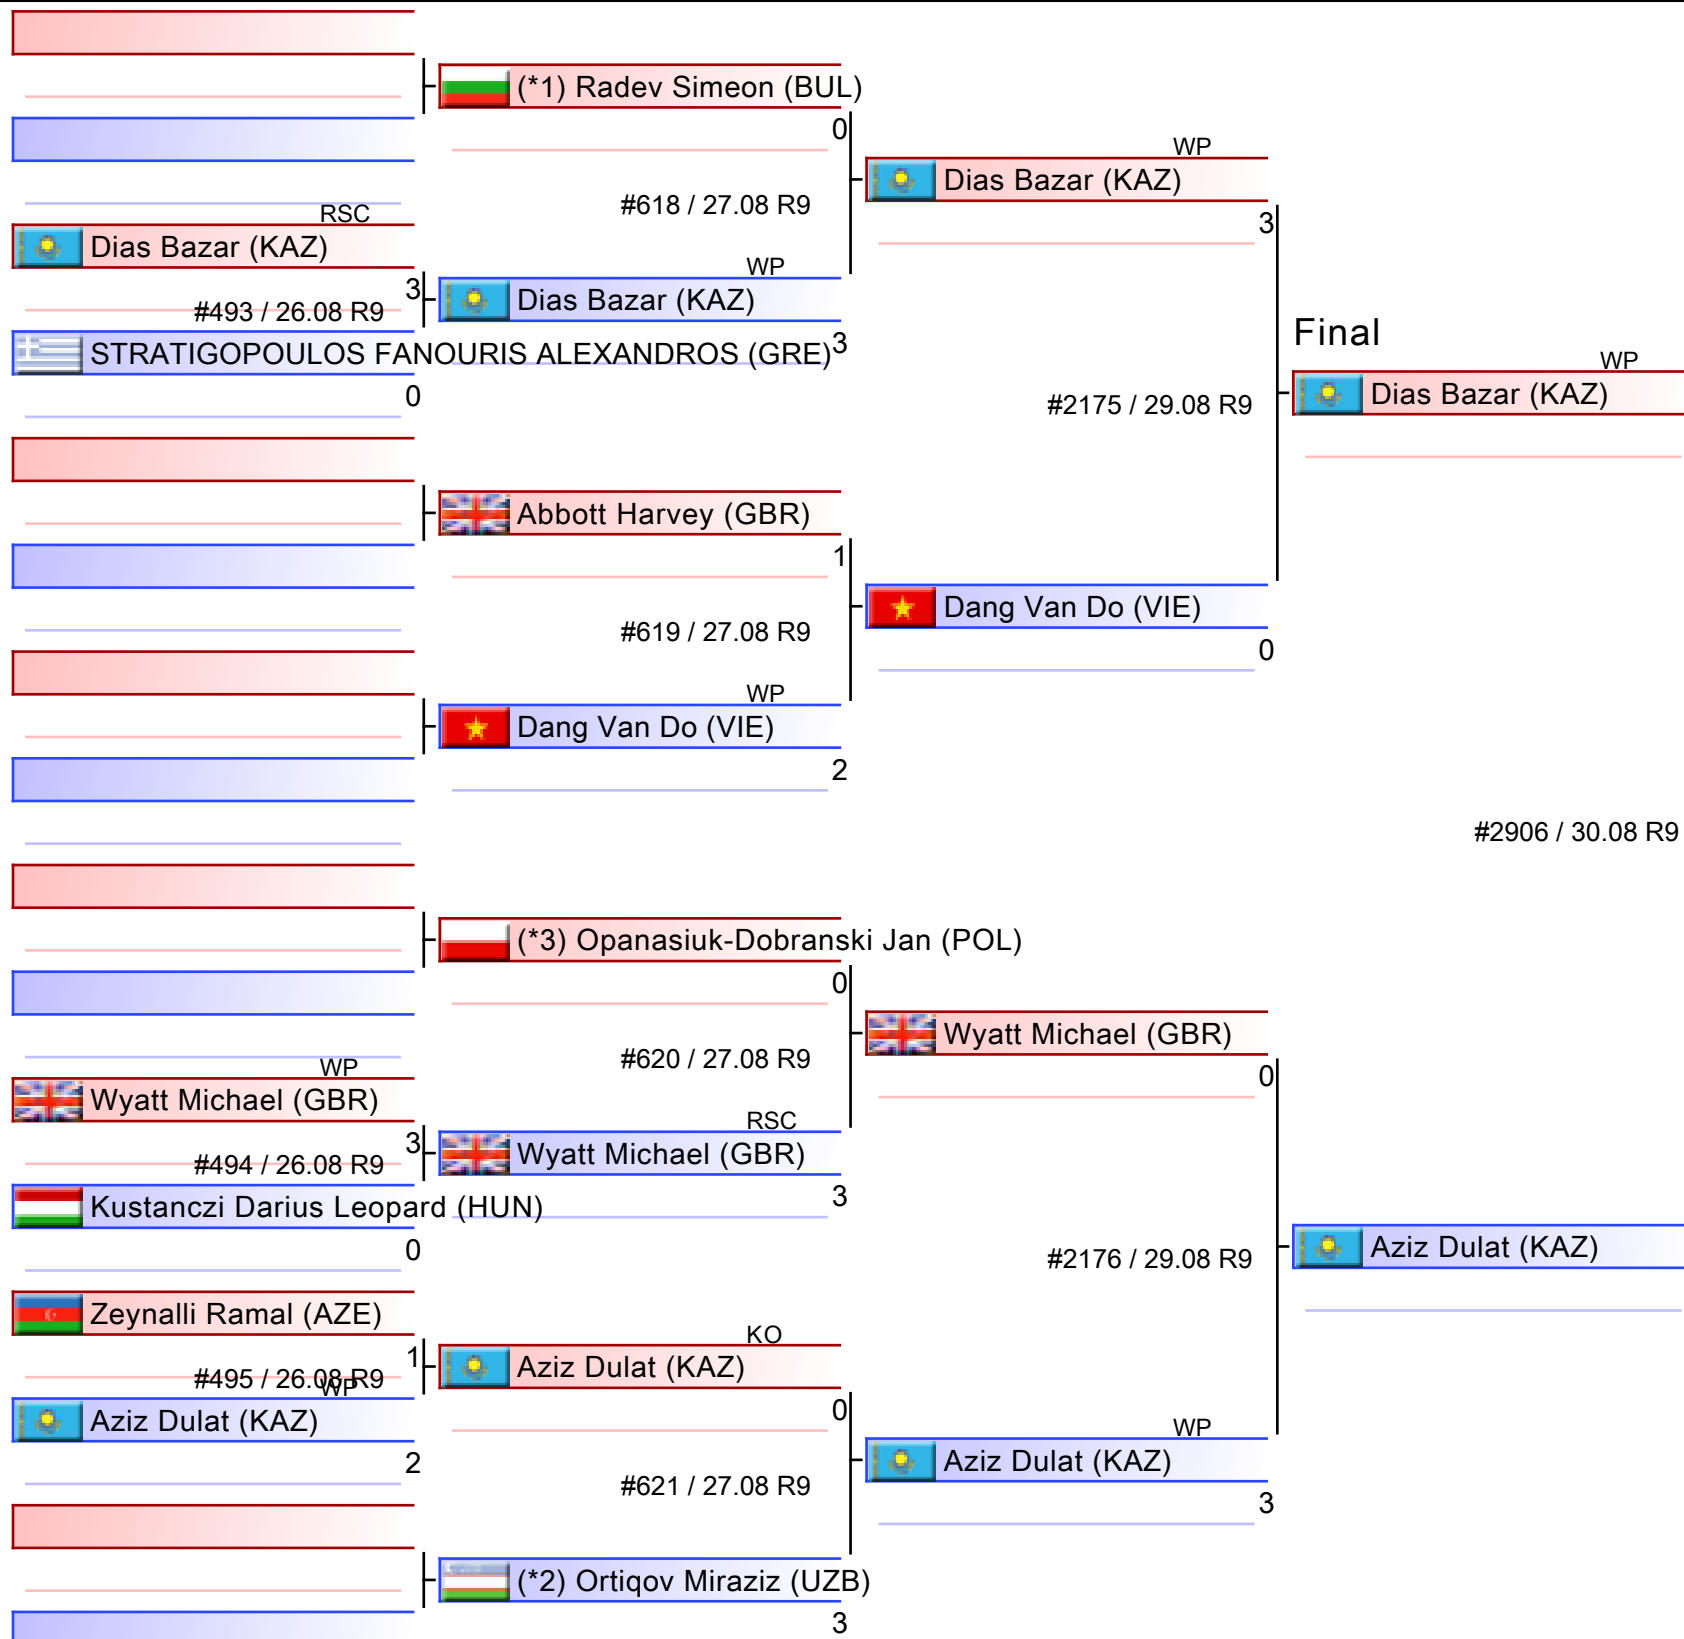 (*1) Radev Simeon (BUL)
0
WP
Dias Bazar (KAZ)
#618 / 27.08 R9
RSC
Dias Bazar (KAZ)
3
WP
3
#493 / 26.08 R9
Dias Bazar (KAZ)
Final
STRATIGOPOULOS FANOURIS ALEXANDROS (GRE)
3
WP
0
#2175 / 29.08 R9
Dias Bazar (KAZ)
Abbott Harvey (GBR)
1
Dang Van Do (VIE)
#619 / 27.08 R9
0
WP
Dang Van Do (VIE)
2
#2906 / 30.08 R9
(*3) Opanasiuk-Dobranski Jan (POL)
0
Wyatt Michael (GBR)
WP
#620 / 27.08 R9
0
Wyatt Michael (GBR)
RSC
3
#494 / 26.08 R9
Wyatt Michael (GBR)
3
Kustanczi Darius Leopard (HUN)
0
#2176 / 29.08 R9
Aziz Dulat (KAZ)
Zeynalli Ramal (AZE)
KO
1
#495 / 26.08 R9
Aziz Dulat (KAZ)
WP
0
Aziz Dulat (KAZ)
WP
2
Aziz Dulat (KAZ)
#621 / 27.08 R9
3
(*2) Ortiqov Miraziz (UZB)
3